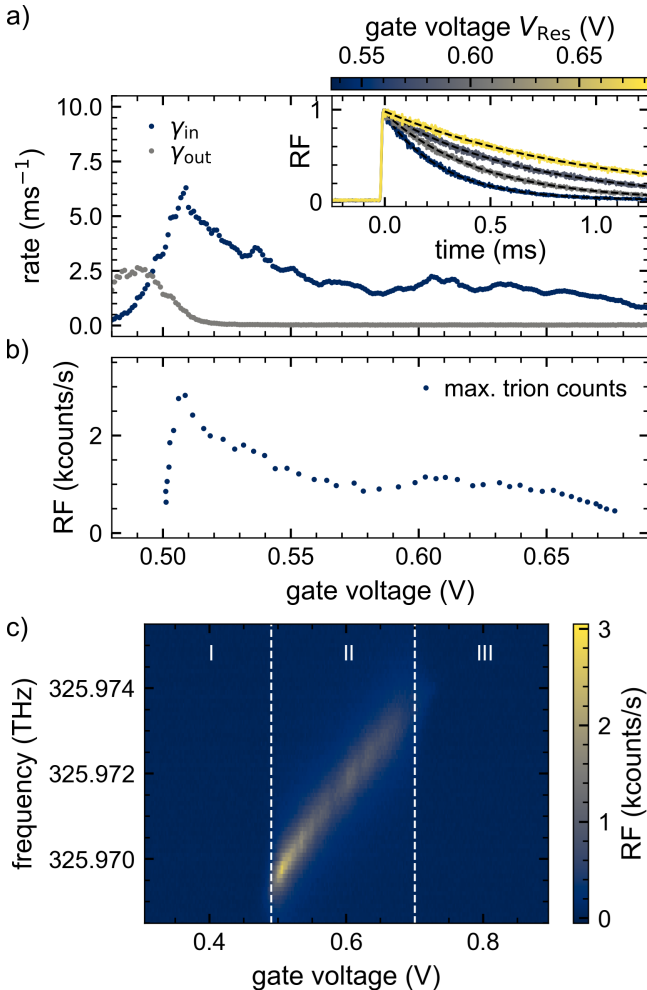 a)
gate voltage V_Res (V)
0.55 0.60 0.65
10.0
7.5
5.0
2.5
0.0
rate (ms⁻¹)
γ_in
γ_out
1
0
RF
0.0 0.5 1.0
time (ms)
b)
2
1
0
RF (kcounts/s)
max. trion counts
0.50 0.55 0.60 0.65
gate voltage (V)
c)
I II III
325.974
325.972
325.970
frequency (THz)
0.4 0.6 0.8
gate voltage (V)
3
2
1
0
RF (kcounts/s)